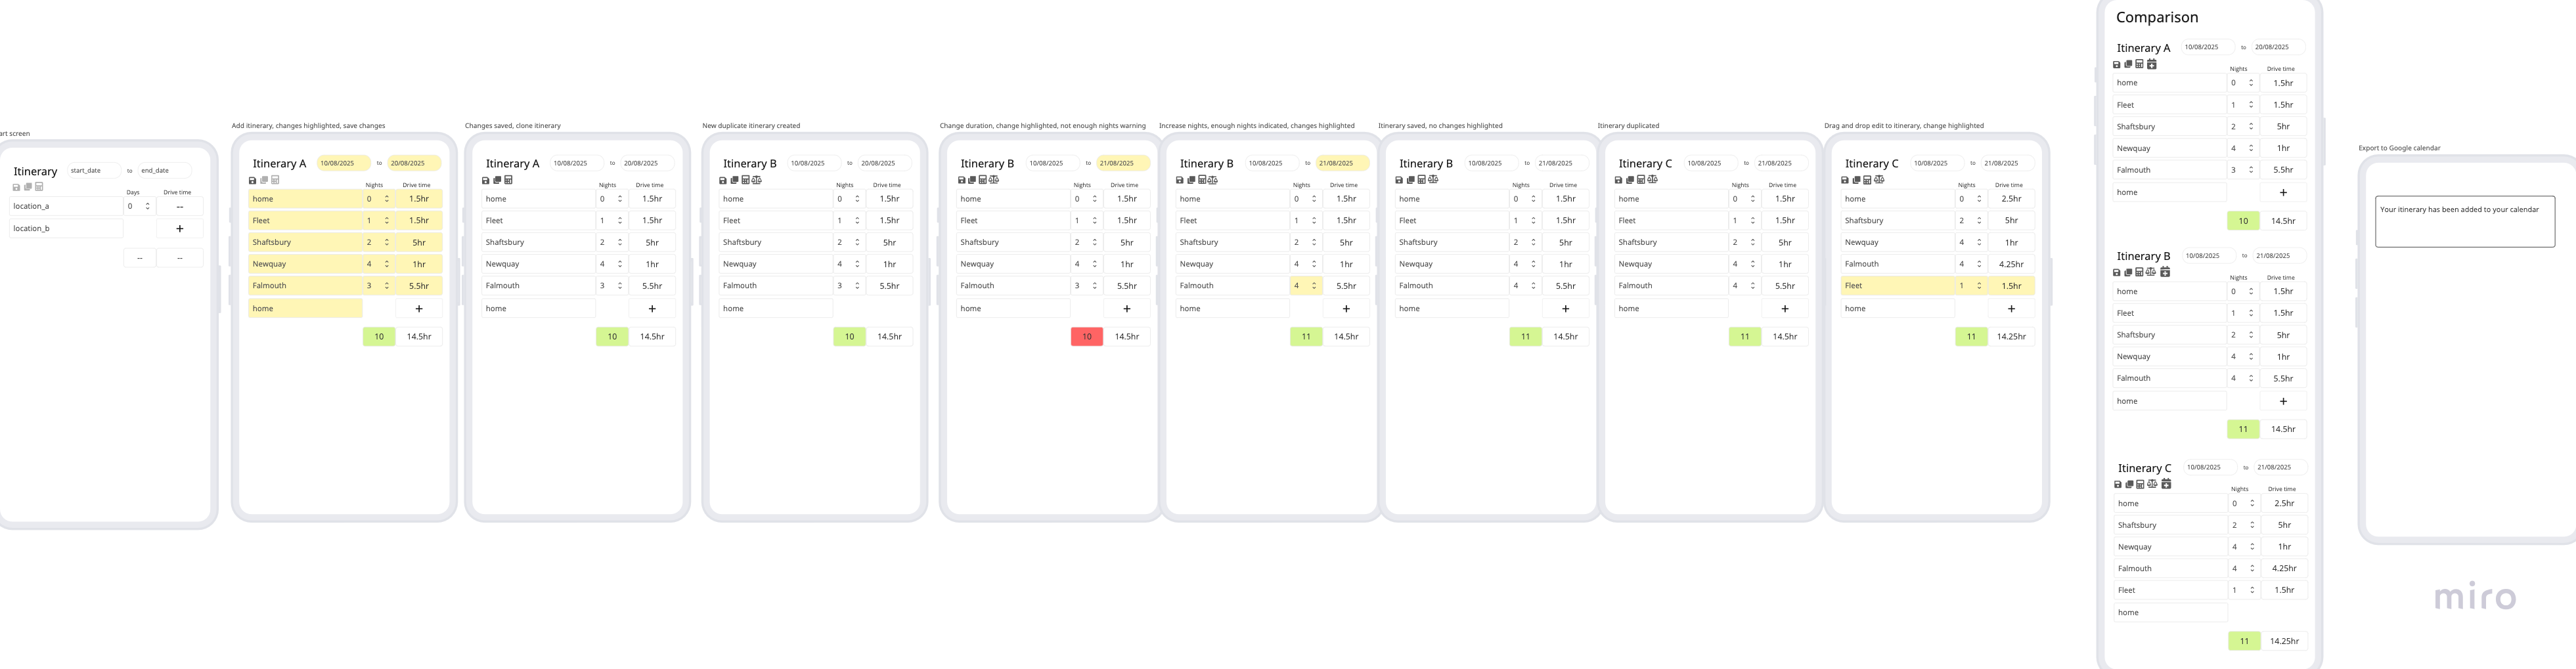 art screen
Itinerary start_date to end_date
Days Drive time
location_a 0 --
location_b +
-- --
Add itinerary, changes highlighted, save changes
Itinerary A 10/08/2025 to 20/08/2025
Nights Drive time
home 0 1.5hr
Fleet 1 1.5hr
Shaftsbury 2 5hr
Newquay 4 1hr
Falmouth 3 5.5hr
home +
10 14.5hr
Changes saved, clone itinerary
Itinerary A 10/08/2025 to 20/08/2025
Nights Drive time
home 0 1.5hr
Fleet 1 1.5hr
Shaftsbury 2 5hr
Newquay 4 1hr
Falmouth 3 5.5hr
home +
10 14.5hr
New duplicate itinerary created
Itinerary B 10/08/2025 to 20/08/2025
Nights Drive time
home 0 1.5hr
Fleet 1 1.5hr
Shaftsbury 2 5hr
Newquay 4 1hr
Falmouth 3 5.5hr
home +
10 14.5hr
Change duration, change highlighted, not enough nights warning
Itinerary B 10/08/2025 to 21/08/2025
Nights Drive time
home 0 1.5hr
Fleet 1 1.5hr
Shaftsbury 2 5hr
Newquay 4 1hr
Falmouth 3 5.5hr
home +
10 14.5hr
Increase nights, enough nights indicated, changes highlighted
Itinerary B 10/08/2025 to 21/08/2025
Nights Drive time
home 0 1.5hr
Fleet 1 1.5hr
Shaftsbury 2 5hr
Newquay 4 1hr
Falmouth 4 5.5hr
home +
11 14.5hr
Itinerary saved, no changes highlighted
Itinerary B 10/08/2025 to 21/08/2025
Nights Drive time
home 0 1.5hr
Fleet 1 1.5hr
Shaftsbury 2 5hr
Newquay 4 1hr
Falmouth 4 5.5hr
home +
11 14.5hr
Itinerary duplicated
Itinerary C 10/08/2025 to 21/08/2025
Nights Drive time
home 0 1.5hr
Fleet 1 1.5hr
Shaftsbury 2 5hr
Newquay 4 1hr
Falmouth 4 5.5hr
home +
11 14.5hr
Drag and drop edit to itinerary, change highlighted
Itinerary C 10/08/2025 to 21/08/2025
Nights Drive time
home 0 2.5hr
Shaftsbury 2 5hr
Newquay 4 1hr
Falmouth 4 4.25hr
Fleet 1 1.5hr
home +
11 14.25hr
Comparison
Itinerary A 10/08/2025 to 20/08/2025
Nights Drive time
home 0 1.5hr
Fleet 1 1.5hr
Shaftsbury 2 5hr
Newquay 4 1hr
Falmouth 3 5.5hr
home +
10 14.5hr
Itinerary B 10/08/2025 to 21/08/2025
Nights Drive time
home 0 1.5hr
Fleet 1 1.5hr
Shaftsbury 2 5hr
Newquay 4 1hr
Falmouth 4 5.5hr
home +
11 14.5hr
Itinerary C 10/08/2025 to 21/08/2025
Nights Drive time
home 0 2.5hr
Shaftsbury 2 5hr
Newquay 4 1hr
Falmouth 4 4.25hr
Fleet 1 1.5hr
home
11 14.25hr
Export to Google calendar
Your itinerary has been added to your calendar
miro